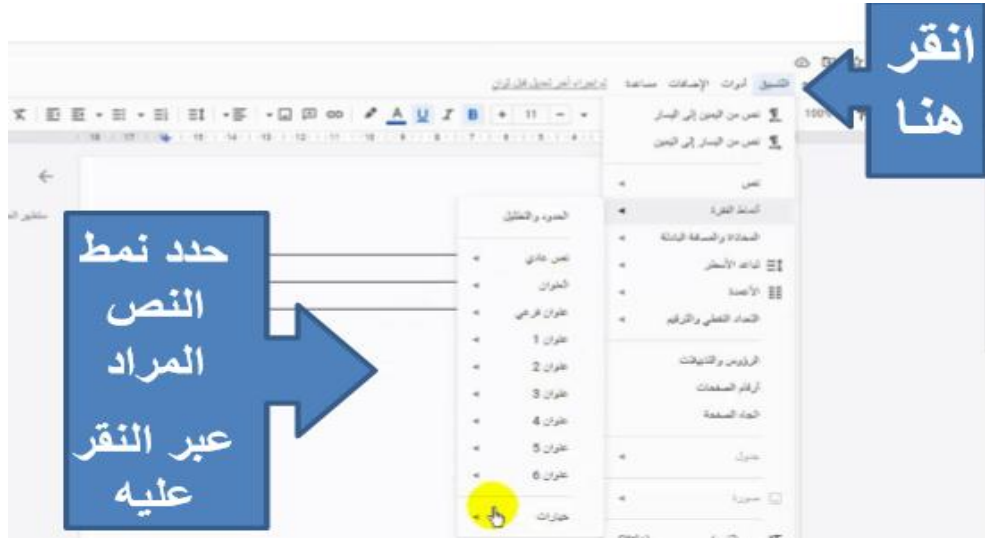 انقر
هنا
التنسيق أدوات الإضافات مساعدة
100%
11
نص من اليمين إلى اليسار
نص من اليسار إلى اليمين
نص
أنماط الفقرة
المحاذاة والمسافة البادئة
تباعد الأسطر
الأعمدة
التعداد النقطي والترقيم
الرؤوس والتذييلات
أرقام الصفحات
اتجاه الصفحة
جدول
صورة
الحدود والتظليل
نص عادي
العنوان
عنوان فرعي
عنوان 1
عنوان 2
عنوان 3
عنوان 4
عنوان 5
عنوان 6
خيارات
حدد نمط
النص
المراد
عبر النقر
عليه